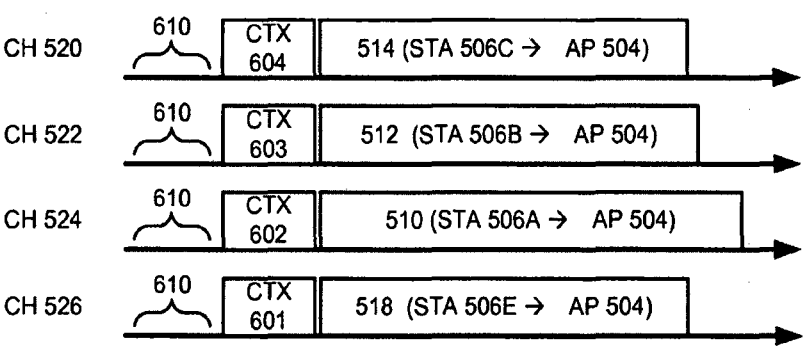 610
CH 520
CTX
604
514 (STA 506C → AP 504)
610
CH 522
CTX
603
512 (STA 506B → AP 504)
610
CH 524
CTX
602
510 (STA 506A → AP 504)
610
CH 526
CTX
601
518 (STA 506E → AP 504)